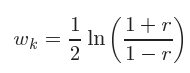 w_k = \frac{1}{2} \ln \left( \frac{1 + r}{1 - r} \right)